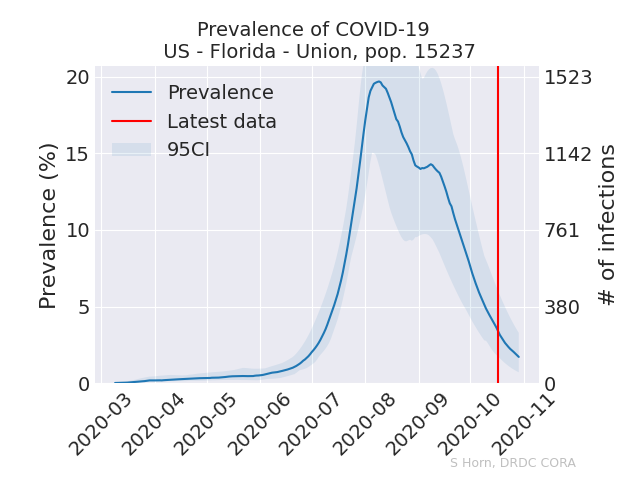 Prevalence of COVID-19
US - Florida - Union, pop. 15237
Prevalence
Latest data
95CI
Prevalence (%)
20
15
10
5
0
1523
1142
761
380
0
# of infections
2020-03
2020-04
2020-05
2020-06
2020-07
2020-08
2020-09
2020-10
2020-11
S Horn, DRDC CORA